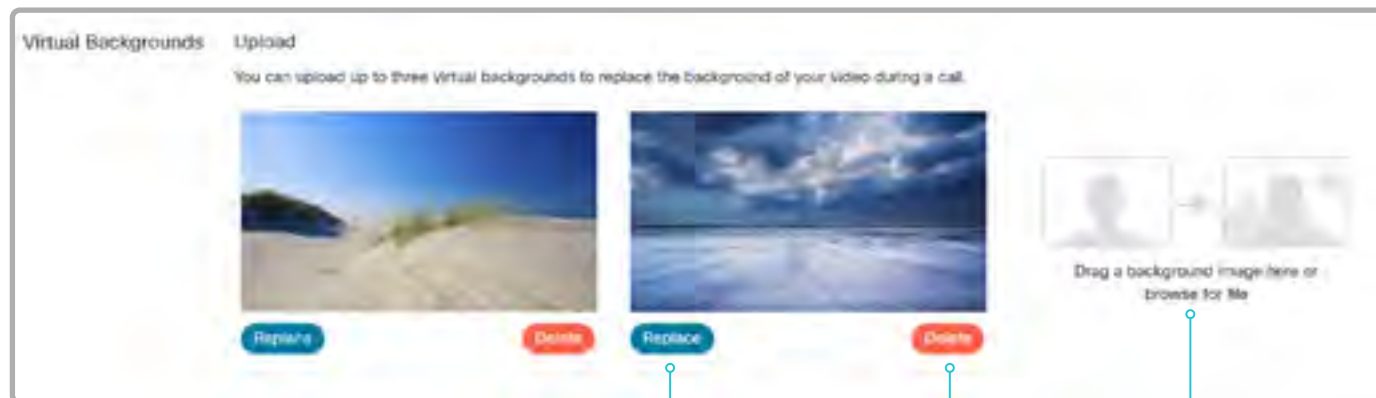 Virtual Backgrounds
Upload
You can upload up to three virtual backgrounds to replace the background of your video during a call.
Drag a background image here or
browse for file
Replace
Delete
Replace
Delete